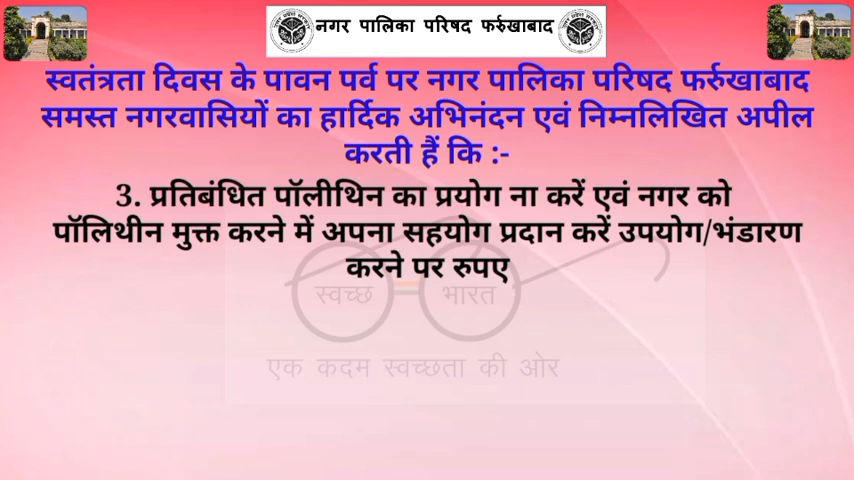 नगर पालिका परिषद फर्रुखाबाद
स्वतंत्रता दिवस के पावन पर्व पर नगर पालिका परिषद फर्रुखाबाद
समस्त नगरवासियों का हार्दिक अभिनंदन एवं निम्नलिखित अपील
करती हैं कि :-
3. प्रतिबंधित पॉलीथिन का प्रयोग ना करें एवं नगर को
पॉलिथीन मुक्त करने में अपना सहयोग प्रदान करें उपयोग/भंडारण
करने पर रुपए
स्वच्छ भारत
एक कदम स्वच्छता की ओर